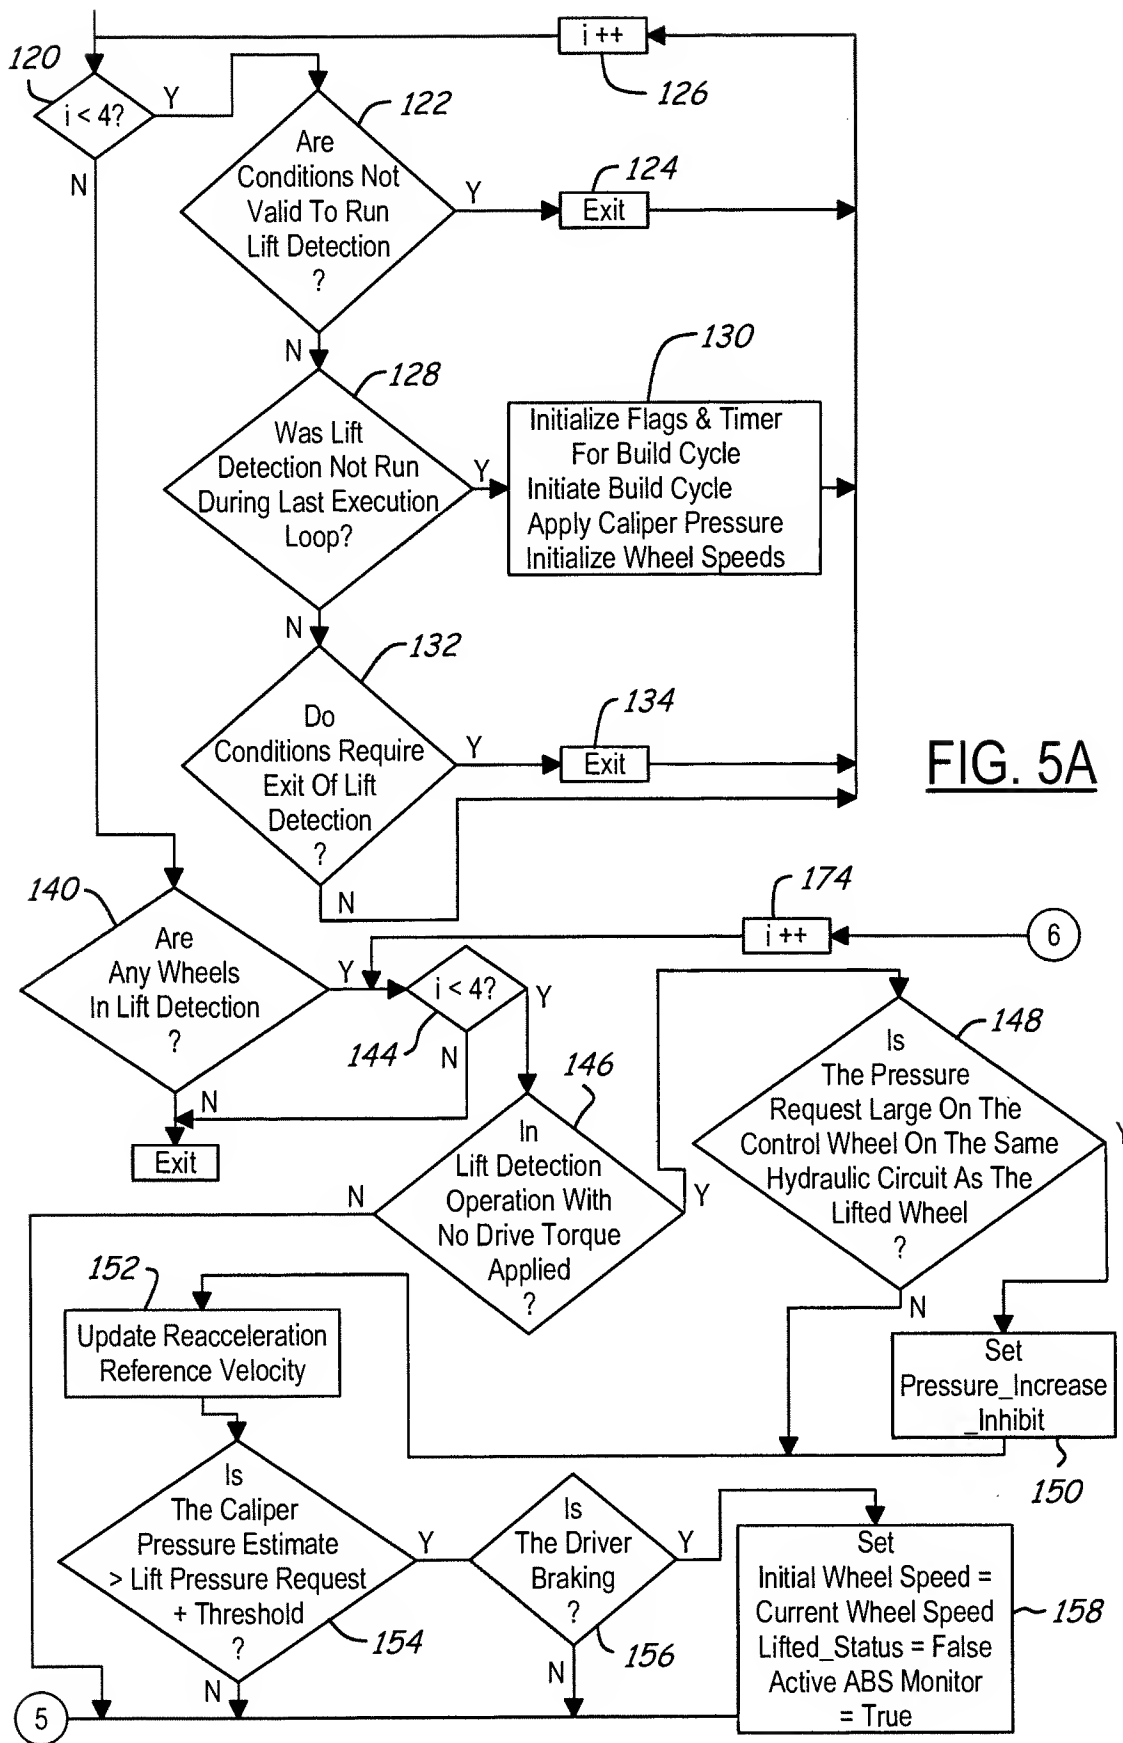 i ++
126
120
i < 4?
Y
N
122
Are
Conditions Not
Valid To Run
Lift Detection
?
Y
124
Exit
N
128
Was Lift
Detection Not Run
During Last Execution
Loop?
Y
130
Initialize Flags & Timer
For Build Cycle
Initiate Build Cycle
Apply Caliper Pressure
Initialize Wheel Speeds
N
132
Do
Conditions Require
Exit Of Lift
Detection
?
Y
134
Exit
N
FIG. 5A
140
Are
Any Wheels
In Lift Detection
?
Y
N
Exit
174
i ++
6
i < 4?
144
Y
N
146
In
Lift Detection
Operation With
No Drive Torque
Applied
?
N
Y
148
Is
The Pressure
Request Large On The
Control Wheel On The Same
Hydraulic Circuit As The
Lifted Wheel
?
Y
N
Set
Pressure_Increase
_Inhibit
150
152
Update Reacceleration
Reference Velocity
Is
The Caliper
Pressure Estimate
> Lift Pressure Request
+ Threshold
?
154
Y
N
Is
The Driver
Braking
?
156
Y
N
Set
Initial Wheel Speed =
Current Wheel Speed
Lifted_Status = False
Active ABS Monitor
= True
158
5